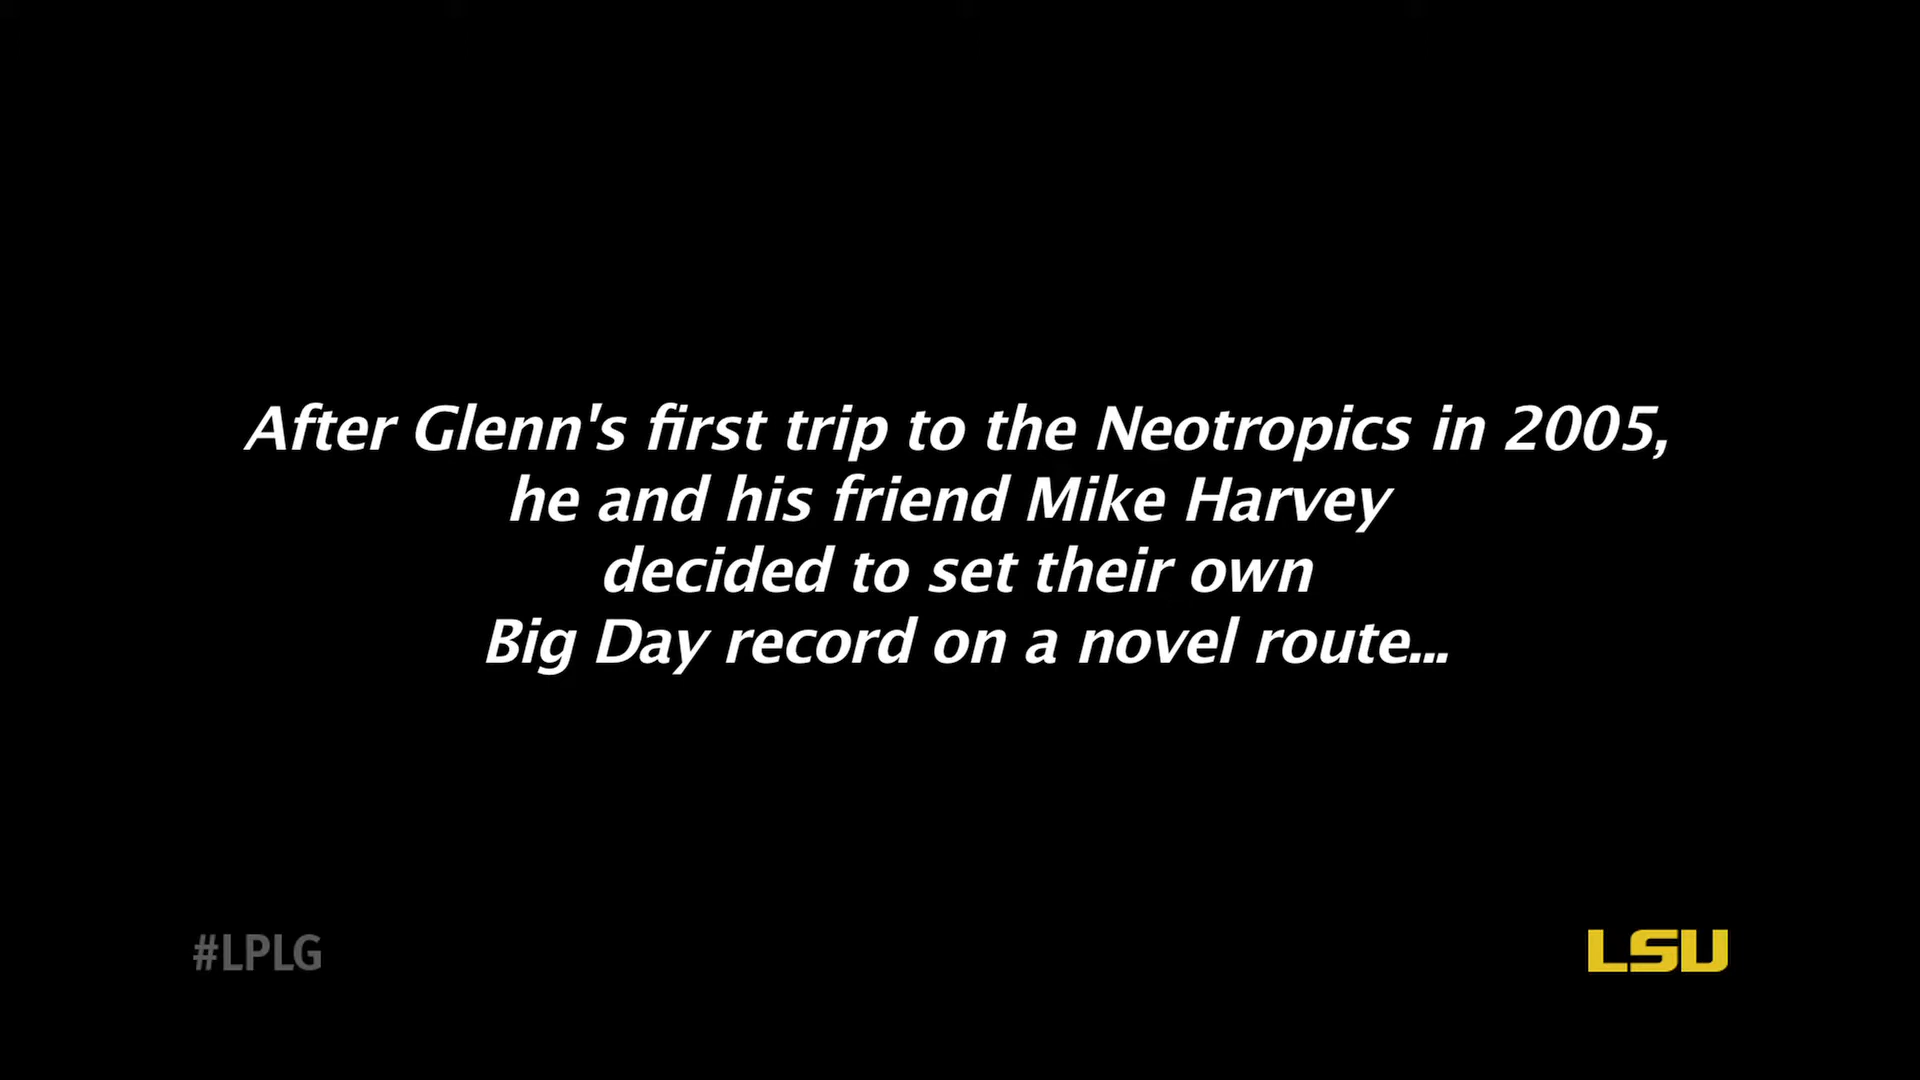 After Glenn's first trip to the Neotropics in 2005,
he and his friend Mike Harvey
decided to set their own
Big Day record on a novel route...
#LPLG
LSU